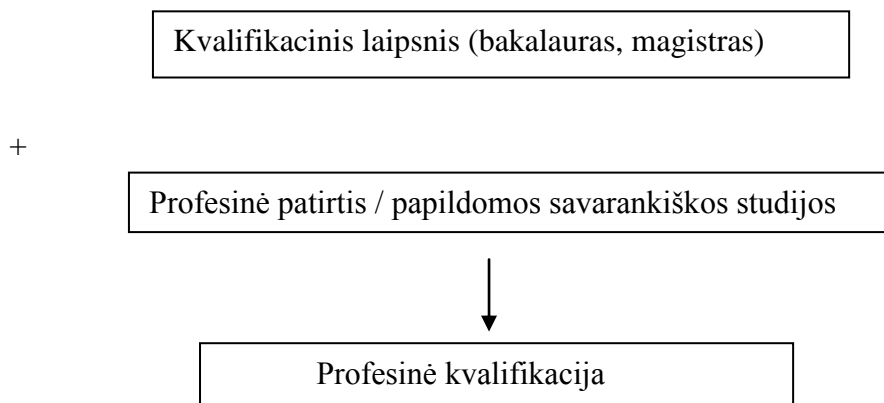 Kvalifikacinis laipsnis (bakalauras, magistras)
+
Profesinė patirtis / papildomos savarankiškos studijos
Profesinė kvalifikacija